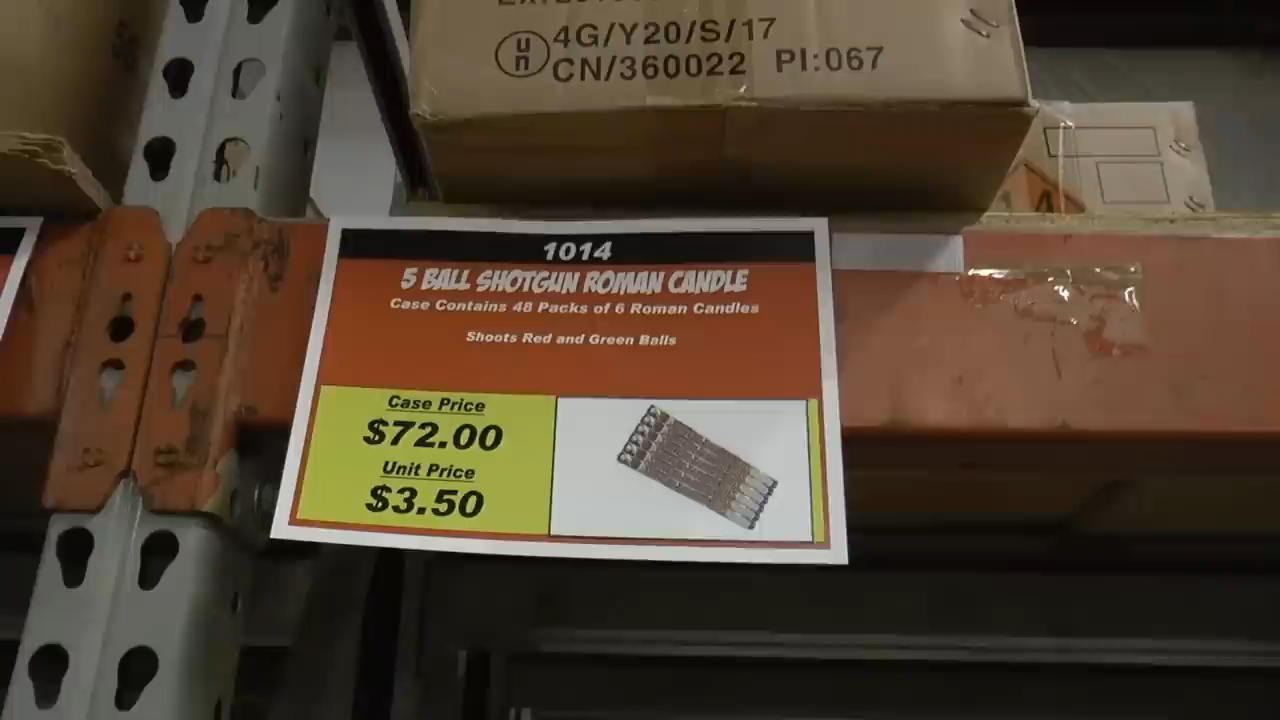 un 4G/Y20/S/17
CN/360022 PI:067
1014
5 BALL SHOTGUN ROMAN CANDLE
Case Contains 48 Packs of 6 Roman Candles
Shoots Red and Green Balls
Case Price
$72.00
Unit Price
$3.50